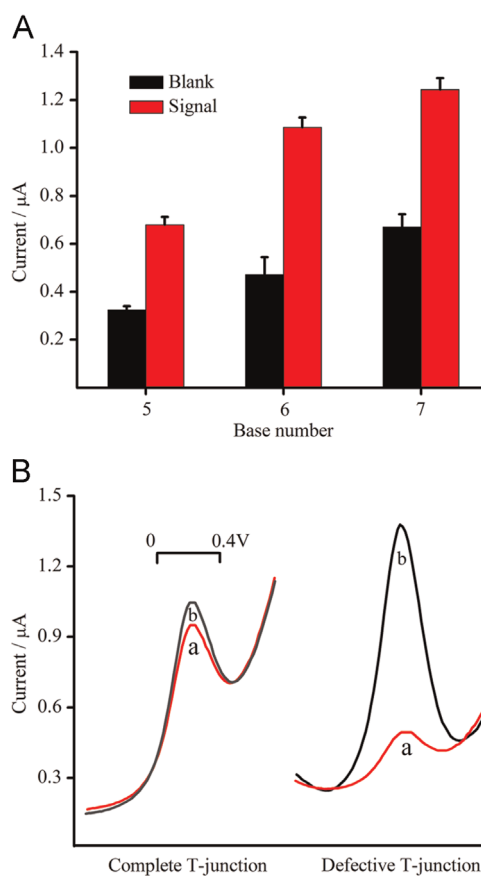 A
1.4
1.2
1.0
0.8
0.6
0.4
0.2
Current / μA
Blank
Signal
5 6 7
Base number
B
1.5
1.2
0.9
0.6
0.3
Current / μA
0 0.4V
b
a
b
a
Complete T-junction Defective T-junction